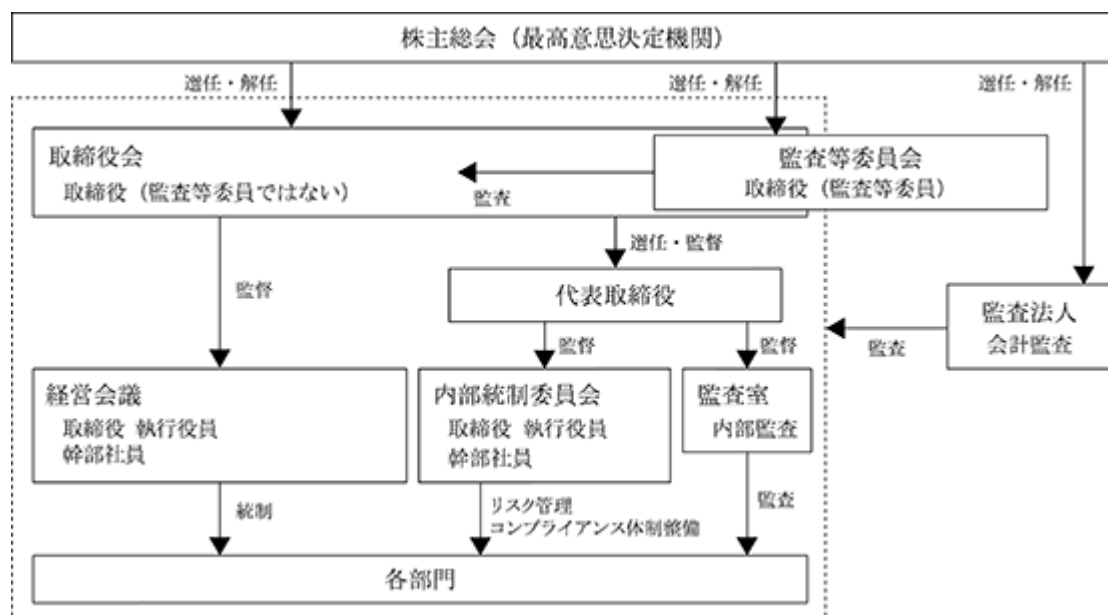 株主総会（最高意思決定機関）
選任・解任
選任・解任
選任・解任
取締役会
取締役（監査等委員ではない）
監査
監査等委員会
取締役（監査等委員）
選任・監督
監督
代表取締役
監査法人
会計監査
監査
監督
監督
経営会議
取締役 執行役員
幹部社員
内部統制委員会
取締役 執行役員
幹部社員
監査室
内部監査
統制
リスク管理
コンプライアンス体制整備
監査
各部門